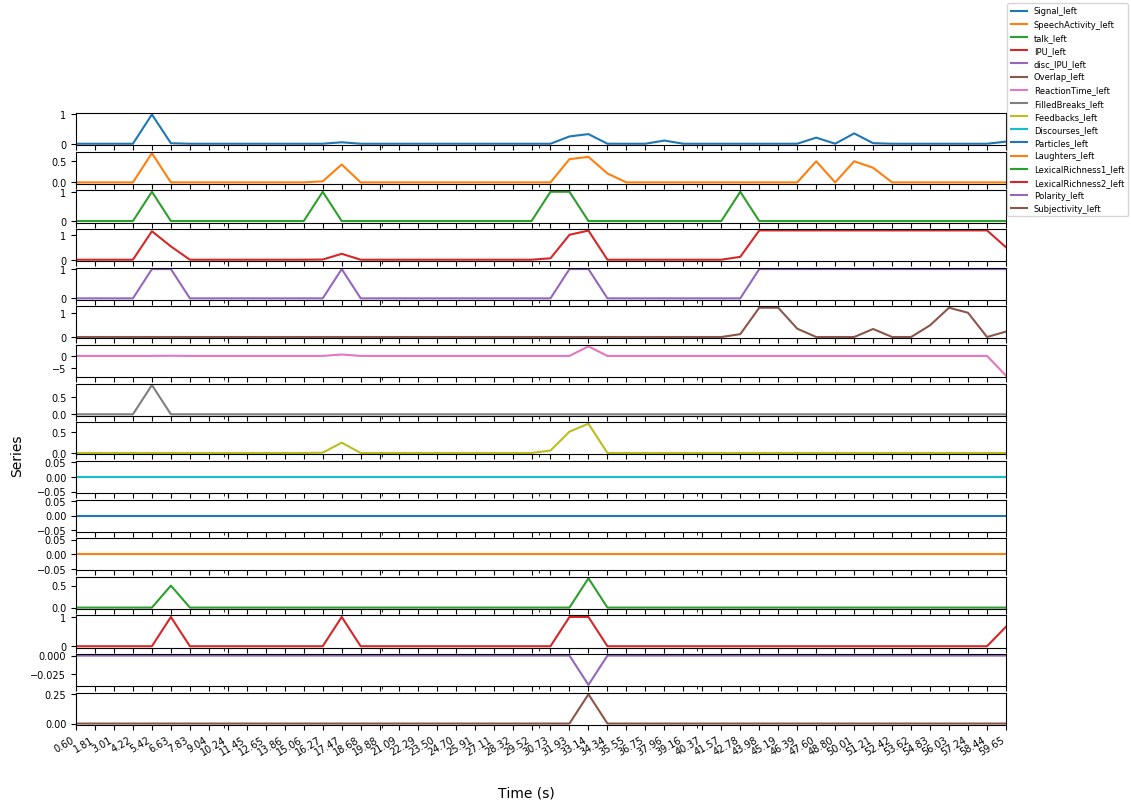 Signal_left
SpeechActivity_left
talk_left
IPU_left
disc_IPU_left
Overlap_left
ReactionTime_left
FilledBreaks_left
Feedbacks_left
Discourses_left
Particles_left
Laughters_left
LexicalRichness1_left
LexicalRichness2_left
Polarity_left
Subjectivity_left
1
0
0.5
0.0
1
0
1
0
1
0
1
0
0
−5
0.5
0.0
0.5
0.0
0.05
0.00
−0.05
0.05
0.00
−0.05
0.05
0.00
−0.05
0.5
0.0
1
0
0.000
−0.025
0.25
0.00
Series
0.60 1.81 3.01 4.22 5.42 6.63 7.83 9.04 10.24 11.45 12.65 13.86 15.06 16.27 17.47 18.68 19.88 21.09 22.29 23.50 24.70 25.91 27.11 28.32 29.52 30.73 31.93 33.14 34.34 35.55 36.75 37.96 39.16 40.37 41.57 42.78 43.98 45.19 46.39 47.60 48.80 50.01 51.21 52.42 53.62 54.83 56.03 57.24 58.44 59.65
Time (s)